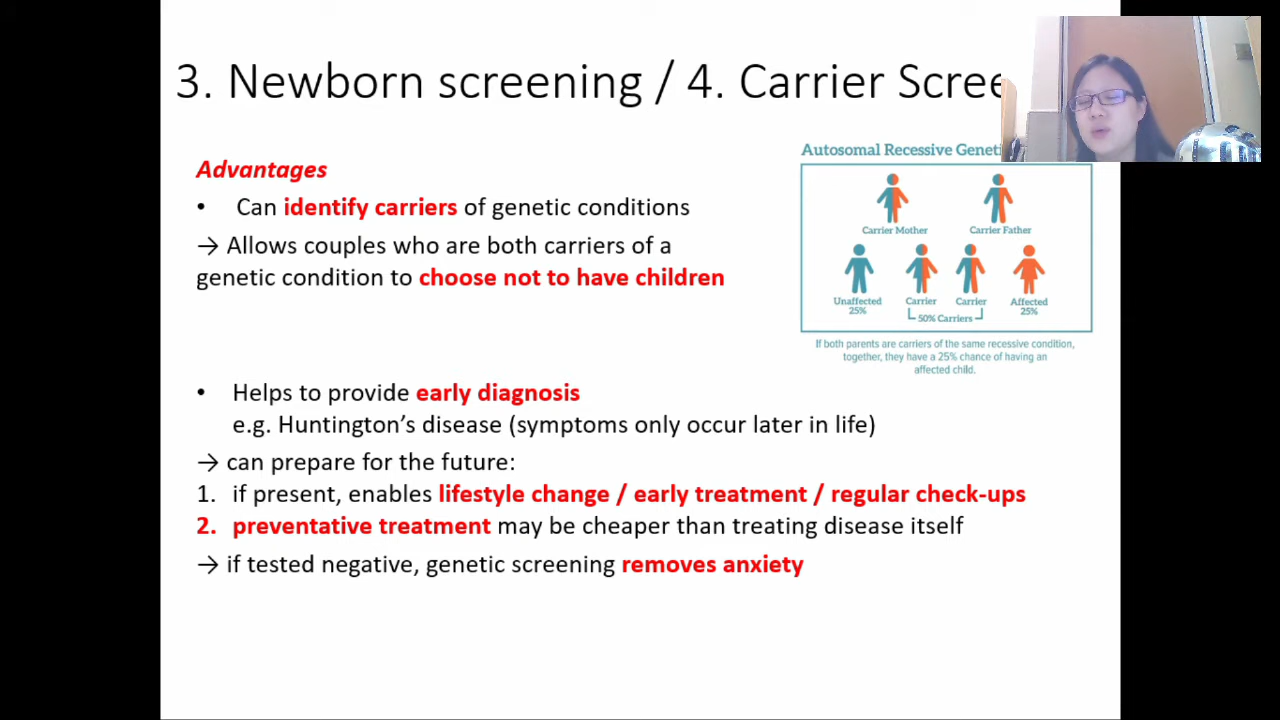 3. Newborn screening / 4. Carrier Scree
Advantages
• Can identify carriers of genetic conditions
→ Allows couples who are both carriers of a
genetic condition to choose not to have children
Autosomal Recessive Geneti
Carrier Mother
Carrier Father
Unaffected
25%
Carrier
Carrier
Affected
25%
50% Carriers
If both parents are carriers of the same recessive condition,
together, they have a 25% chance of having an
affected child.
• Helps to provide early diagnosis
e.g. Huntington’s disease (symptoms only occur later in life)
→ can prepare for the future:
1. if present, enables lifestyle change / early treatment / regular check-ups
2. preventative treatment may be cheaper than treating disease itself
→ if tested negative, genetic screening removes anxiety